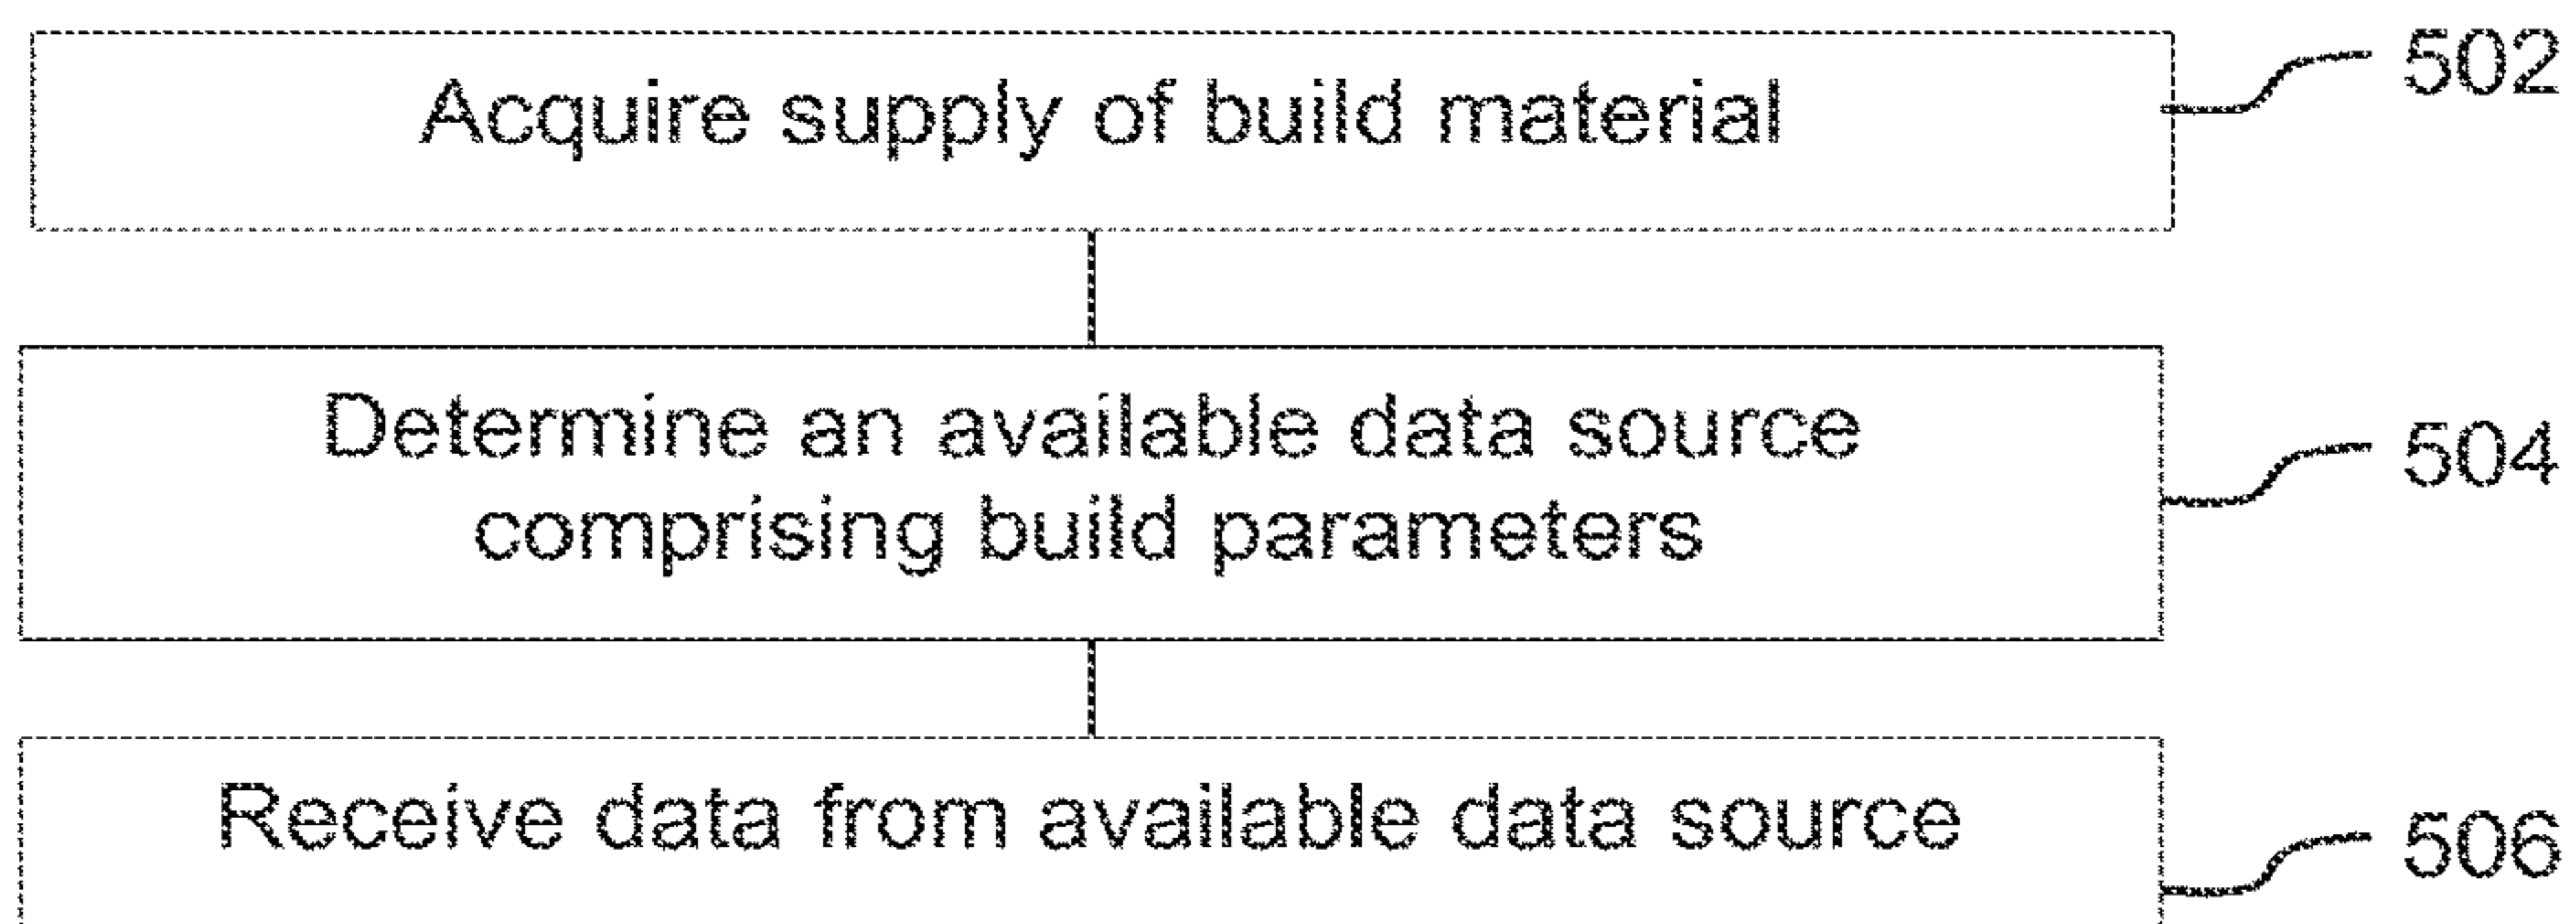 Acquire supply of build material
502
Determine an available data source
comprising build parameters
504
Receive data from available data source
506